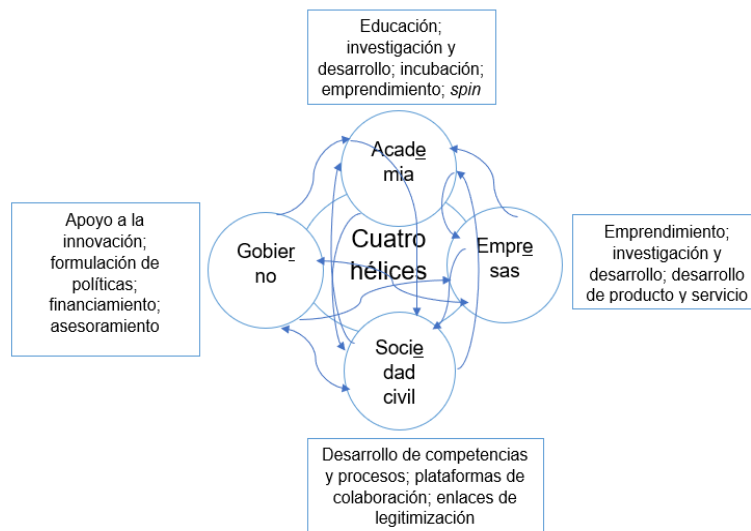 Educación;
investigación y
desarrollo; incubación;
emprendimiento; spin
Acade
mia
Apoyo a la
innovación;
formulación de
políticas;
financiamiento;
asesoramiento
Gobier
no
Cuatro
hélices
Empre
sas
Emprendimiento;
investigación y
desarrollo; desarrollo
de producto y servicio
Socie
dad
civil
Desarrollo de competencias
y procesos; plataformas de
colaboración; enlaces de
legitimización